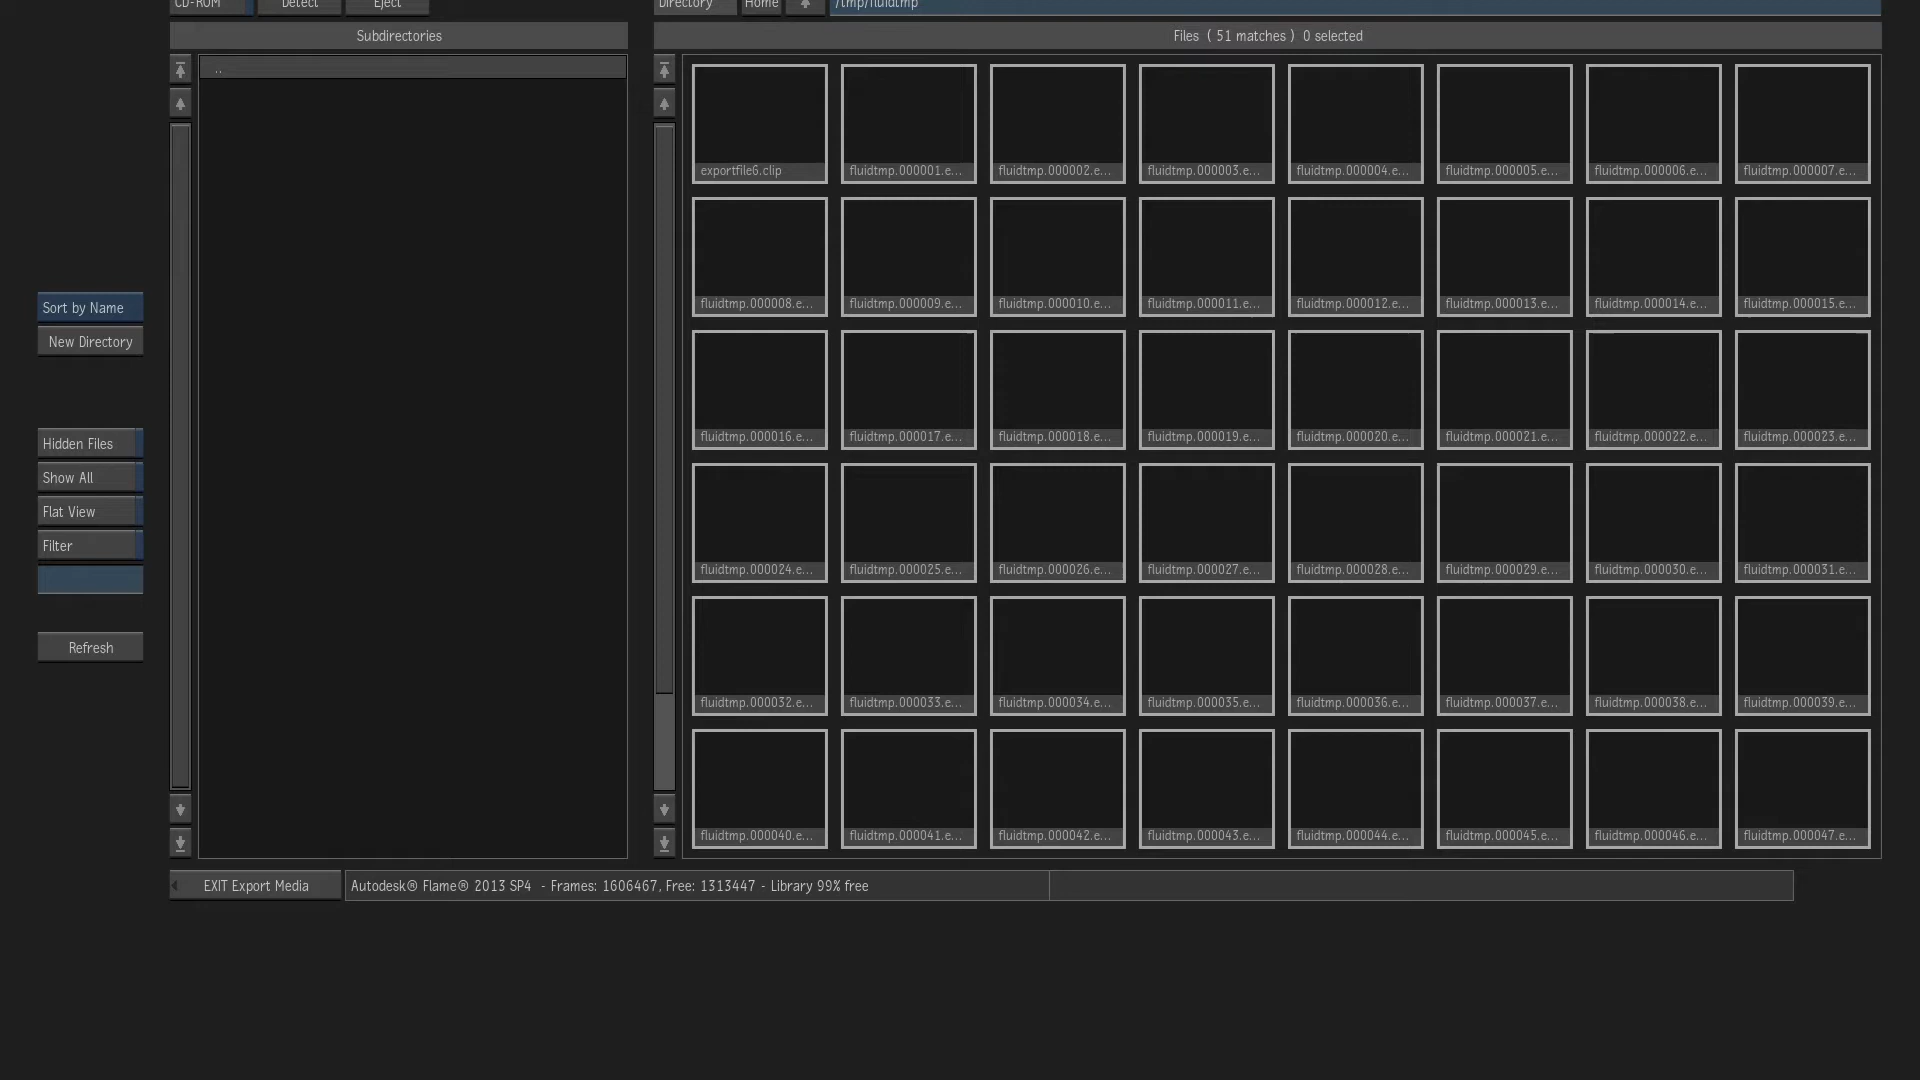 CD-ROM Detect Eject Directory Home /tmp/fluidtmp
Subdirectories Files ( 51 matches ) 0 selected
..
exportfile6.clip fluidtmp.000001.e... fluidtmp.000002.e... fluidtmp.000003.e... fluidtmp.000004.e... fluidtmp.000005.e... fluidtmp.000006.e... fluidtmp.000007.e...
fluidtmp.000008.e... fluidtmp.000009.e... fluidtmp.000010.e... fluidtmp.000011.e... fluidtmp.000012.e... fluidtmp.000013.e... fluidtmp.000014.e... fluidtmp.000015.e...
Sort by Name
New Directory
fluidtmp.000016.e... fluidtmp.000017.e... fluidtmp.000018.e... fluidtmp.000019.e... fluidtmp.000020.e... fluidtmp.000021.e... fluidtmp.000022.e... fluidtmp.000023.e...
Hidden Files
Show All
Flat View
Filter
fluidtmp.000024.e... fluidtmp.000025.e... fluidtmp.000026.e... fluidtmp.000027.e... fluidtmp.000028.e... fluidtmp.000029.e... fluidtmp.000030.e... fluidtmp.000031.e...
Refresh
fluidtmp.000032.e... fluidtmp.000033.e... fluidtmp.000034.e... fluidtmp.000035.e... fluidtmp.000036.e... fluidtmp.000037.e... fluidtmp.000038.e... fluidtmp.000039.e...
fluidtmp.000040.e... fluidtmp.000041.e... fluidtmp.000042.e... fluidtmp.000043.e... fluidtmp.000044.e... fluidtmp.000045.e... fluidtmp.000046.e... fluidtmp.000047.e...
EXIT Export Media Autodesk® Flame® 2013 SP4 - Frames: 1606467, Free: 1313447 - Library 99% free